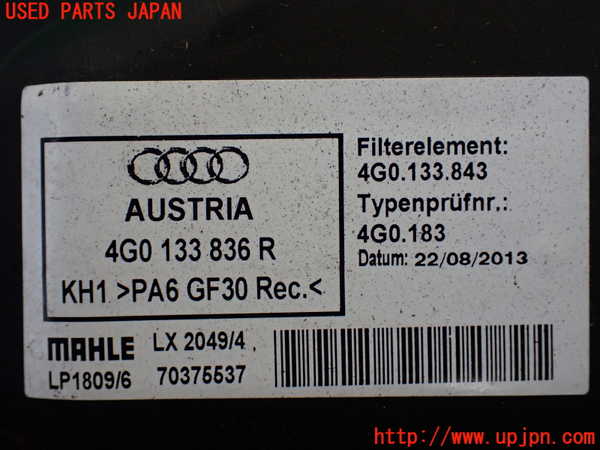 USED PARTS JAPAN
AUSTRIA
4G0 133 836 R
KH1 >PA6 GF30 Rec.<
Filterelement:
4G0.133.843
Typenprüfnr.:
4G0.183
Datum: 22/08/2013
MAHLE LX 2049/4
LP1809/6 70375537
http://www.upjpn.com/